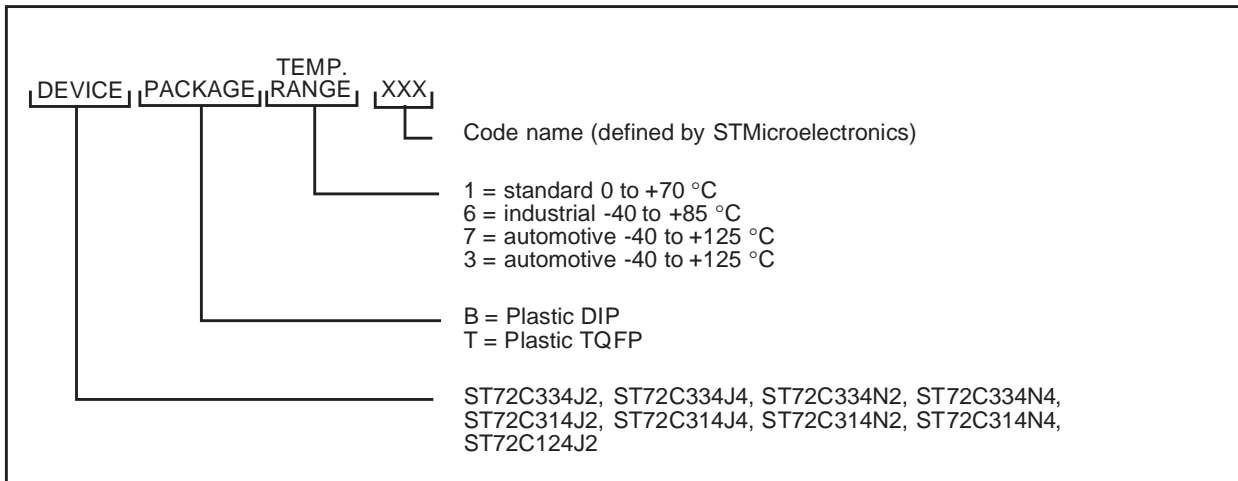 TEMP.
DEVICE PACKAGE RANGE XXX
Code name (defined by STMicroelectronics)
1 = standard 0 to +70 °C
6 = industrial -40 to +85 °C
7 = automotive -40 to +125 °C
3 = automotive -40 to +125 °C
B = Plastic DIP
T = Plastic TQFP
ST72C334J2, ST72C334J4, ST72C334N2, ST72C334N4,
ST72C314J2, ST72C314J4, ST72C314N2, ST72C314N4,
ST72C124J2